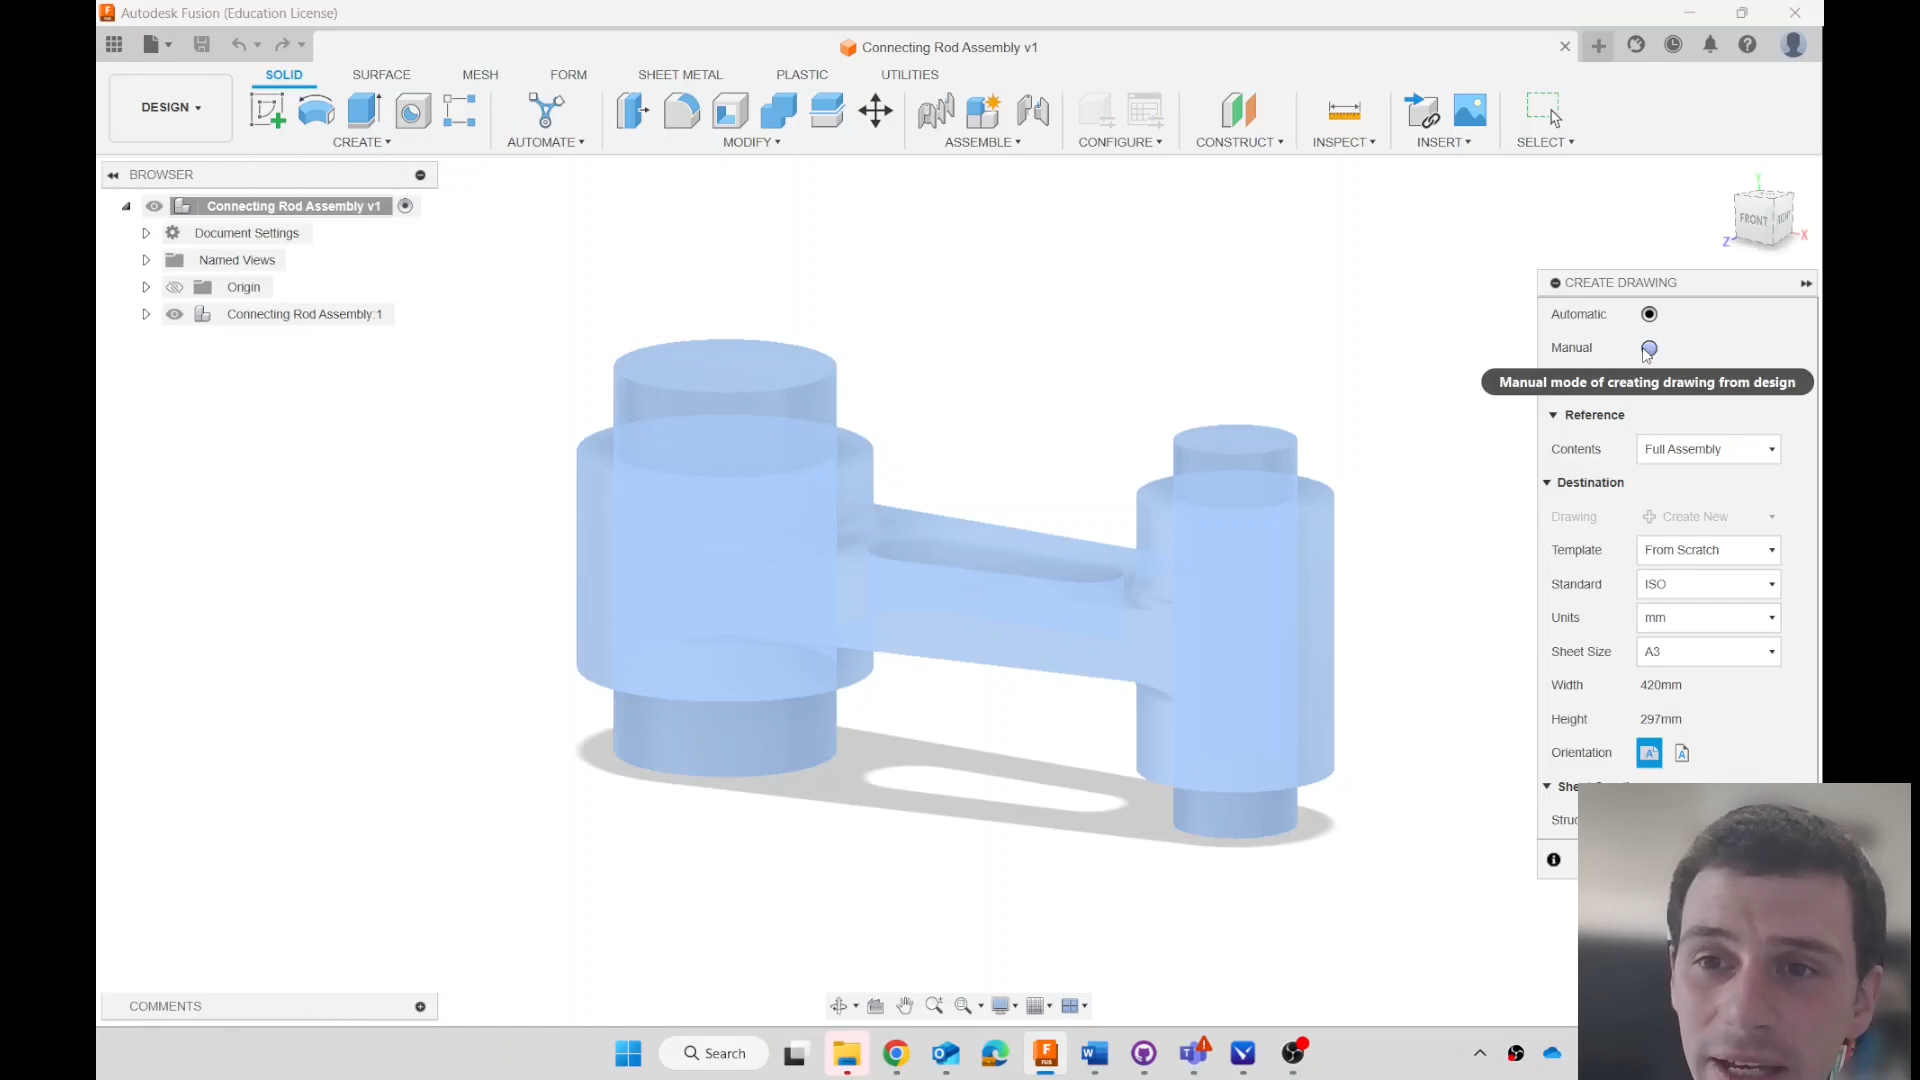 Autodesk Fusion (Education License)
Connecting Rod Assembly v1
SOLID SURFACE MESH FORM SHEET METAL PLASTIC UTILITIES
DESIGN
CREATE AUTOMATE MODIFY ASSEMBLE CONFIGURE CONSTRUCT INSPECT INSERT SELECT
BROWSER
Connecting Rod Assembly v1
Document Settings
Named Views
Origin
Connecting Rod Assembly:1
Y
FRONT RIGHT
Z X
CREATE DRAWING
Automatic
Manual
Manual mode of creating drawing from design
Reference
Contents Full Assembly
Destination
Drawing Create New
Template From Scratch
Standard ISO
Units mm
Sheet Size A3
Width 420mm
Height 297mm
Orientation A A
COMMENTS
Search